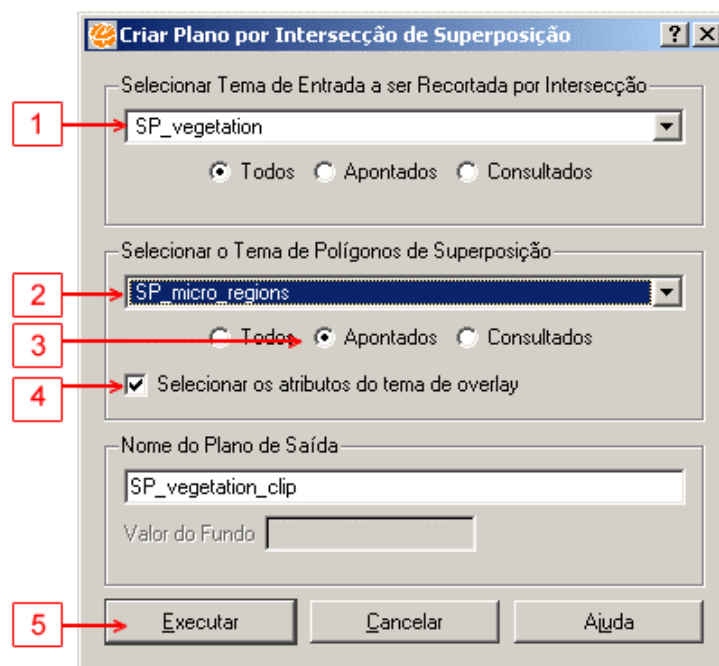 Criar Plano por Intersecção de Superposição
Selecionar Tema de Entrada a ser Recortada por Intersecção
1 SP_vegetation
Todos Apontados Consultados
Selecionar o Tema de Polígonos de Superposição
2 SP_micro_regions
3 Todos Apontados Consultados
4 Selecionar os atributos do tema de overlay
Nome do Plano de Saída
SP_vegetation_clip
Valor do Fundo
5 Executar Cancelar Ajuda